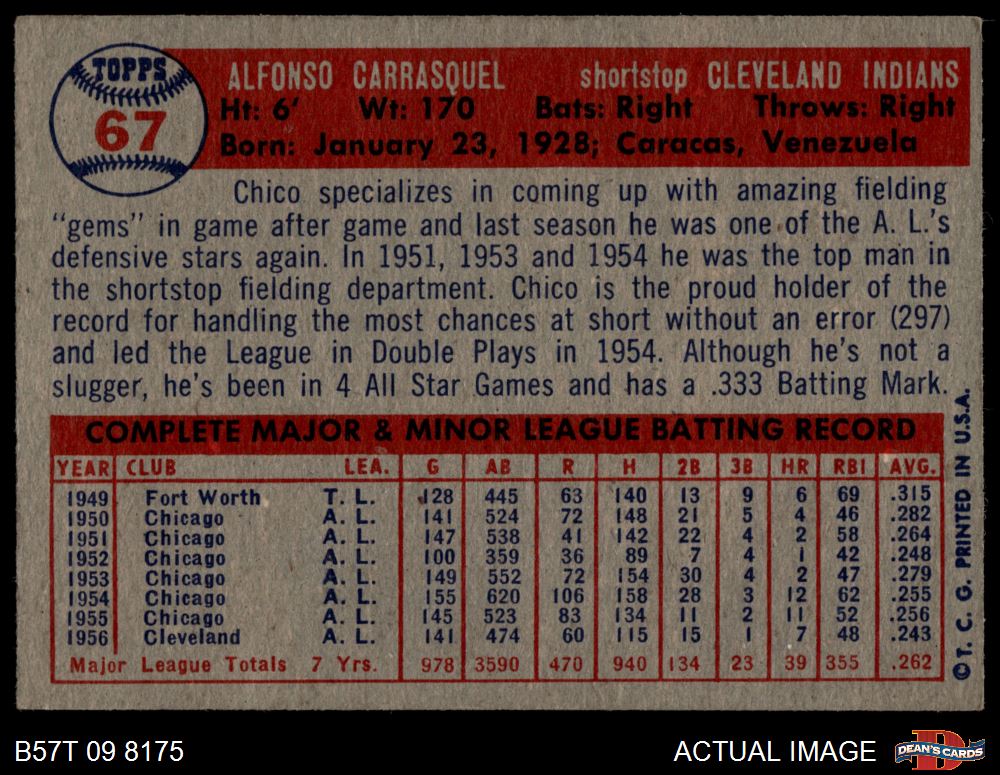 TOPPS
67
ALFONSO CARRASQUEL shortstop CLEVELAND INDIANS
Ht: 6' Wt: 170 Bats: Right Throws: Right
Born: January 23, 1928; Caracas, Venezuela
Chico specializes in coming up with amazing fielding
"gems" in game after game and last season he was one of the A. L.'s
defensive stars again. In 1951, 1953 and 1954 he was the top man in
the shortstop fielding department. Chico is the proud holder of the
record for handling the most chances at short without an error (297)
and led the League in Double Plays in 1954. Although he's not a
slugger, he's been in 4 All Star Games and has a .333 Batting Mark.
COMPLETE MAJOR & MINOR LEAGUE BATTING RECORD
YEAR CLUB LEA. G AB R H 2B 3B HR RBI AVG.
1949 Fort Worth T. L. 128 445 63 140 13 9 6 69 .315
1950 Chicago A. L. 141 524 72 148 21 5 4 46 .282
1951 Chicago A. L. 147 538 41 142 22 4 2 58 .264
1952 Chicago A. L. 100 359 36 89 7 4 1 42 .248
1953 Chicago A. L. 149 552 72 154 30 4 2 47 .279
1954 Chicago A. L. 155 620 106 158 28 3 12 62 .255
1955 Chicago A. L. 145 523 83 134 11 2 11 52 .256
1956 Cleveland A. L. 141 474 60 115 15 1 7 48 .243
Major League Totals 7 Yrs. 978 3590 470 940 134 23 39 355 .262
© T. C. G. PRINTED IN U.S.A.
B57T 09 8175 ACTUAL IMAGE DEAN'S CARDS